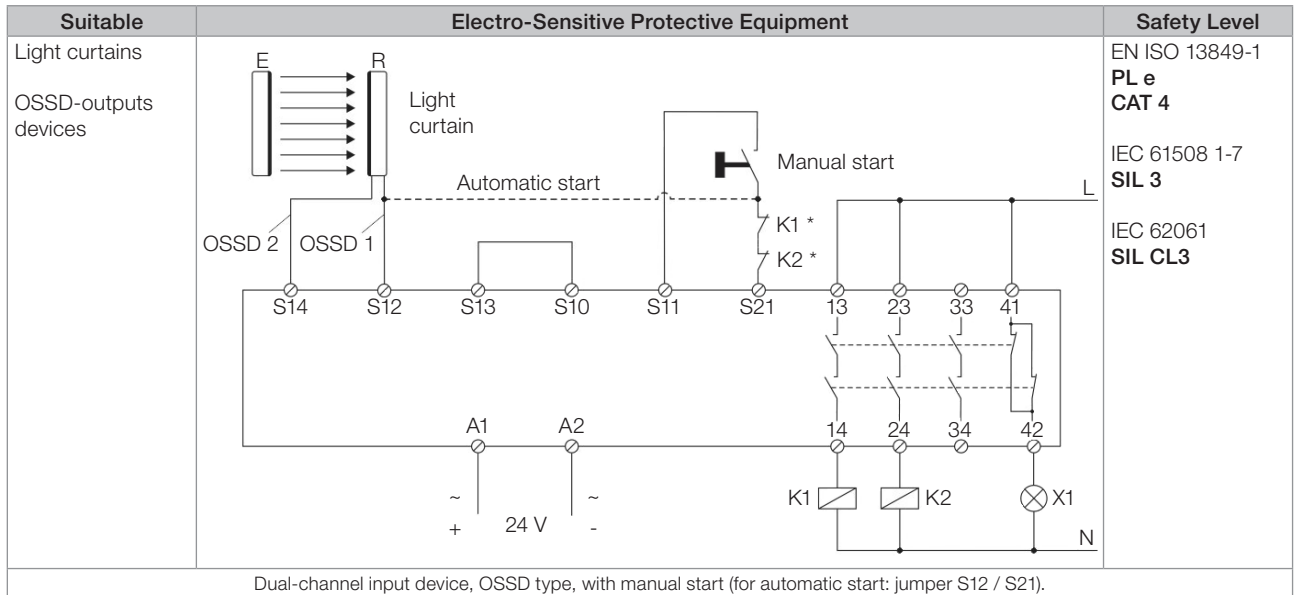 Suitable
Electro-Sensitive Protective Equipment
Safety Level
Light curtains
OSSD-outputs
devices
E
R
Light
curtain
Manual start
Automatic start
L
K1 *
K2 *
OSSD 2
OSSD 1
S14
S12
S13
S10
S11
S21
13
23
33
41
A1
A2
14
24
34
42
K1
K2
X1
~
~
+
24 V
-
N
EN ISO 13849-1
PL e
CAT 4
IEC 61508 1-7
SIL 3
IEC 62061
SIL CL3
Dual-channel input device, OSSD type, with manual start (for automatic start: jumper S12 / S21).